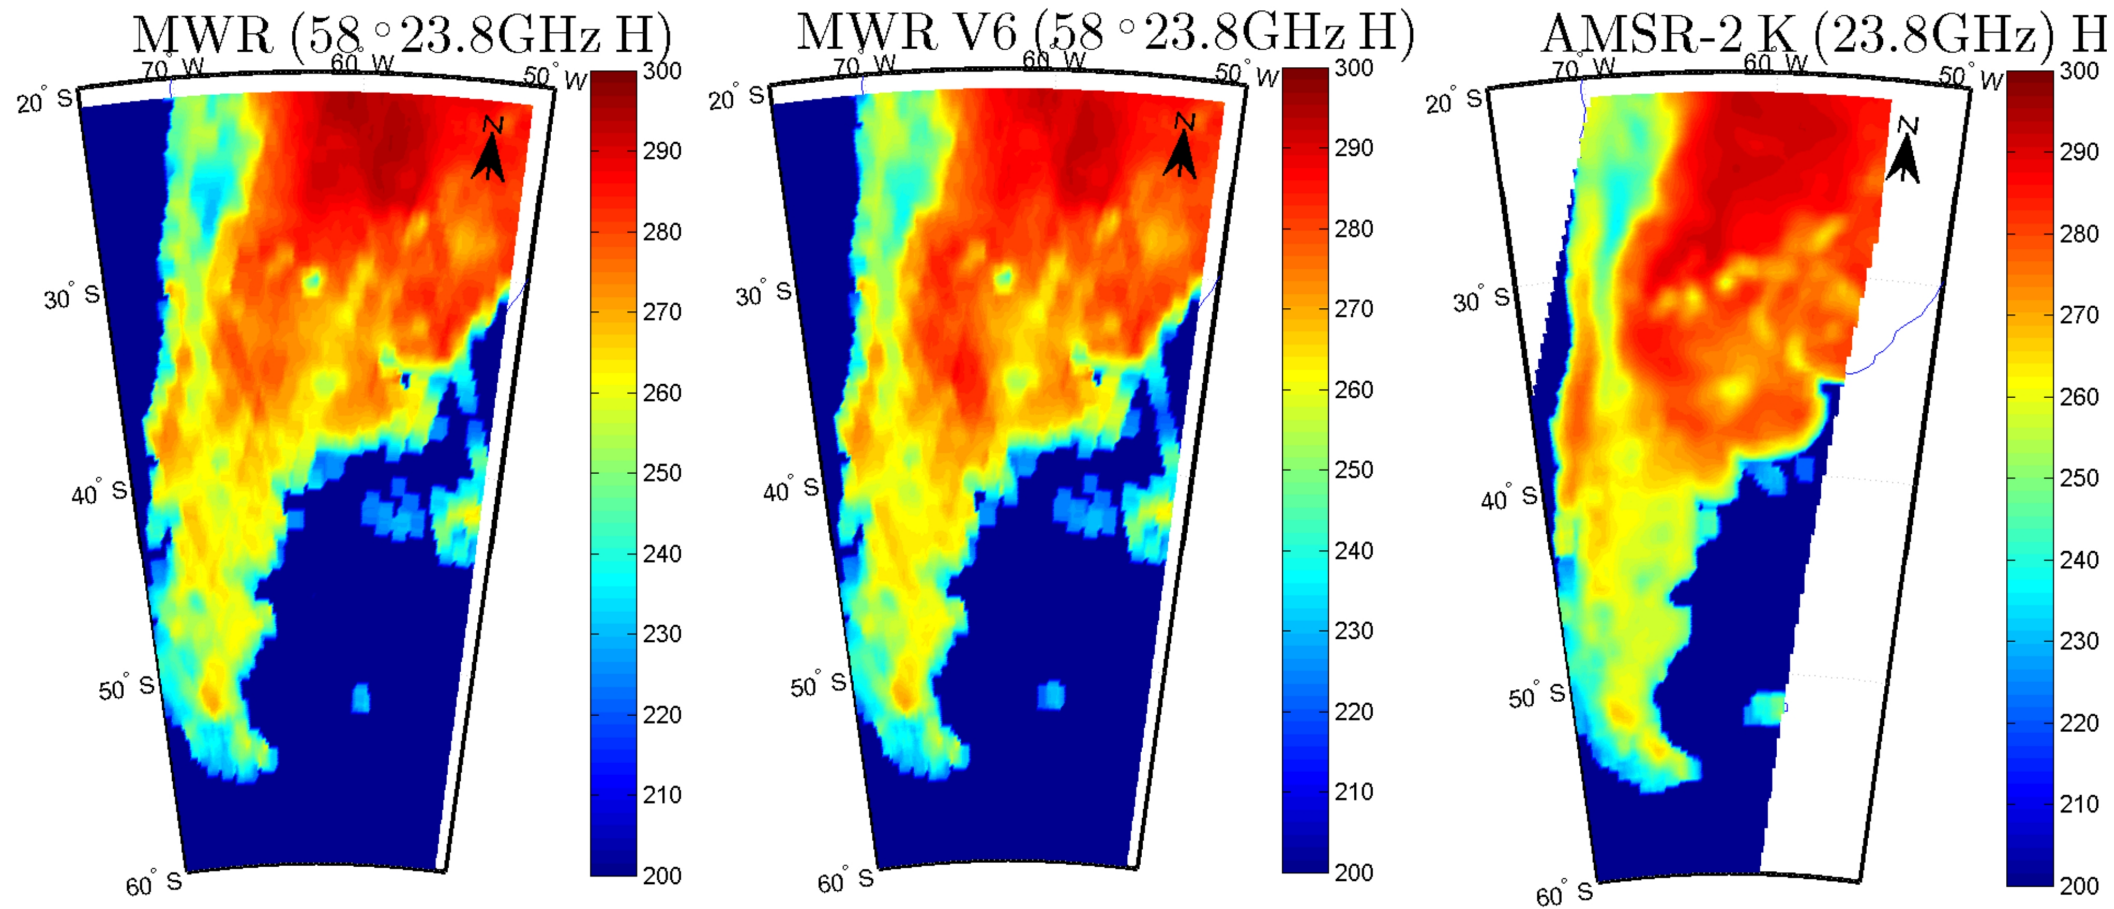 MWR (58 ° 23.8GHz H)
70° W
60° W
50° W
20° S
30° S
40° S
50° S
60° S
N
300
290
280
270
260
250
240
230
220
210
200
MWR V6 (58 ° 23.8GHz H)
70° W
60° W
50° W
20° S
30° S
40° S
50° S
60° S
N
300
290
280
270
260
250
240
230
220
210
200
AMSR-2 K (23.8GHz) H
70° W
60° W
50° W
20° S
30° S
40° S
50° S
60° S
N
300
290
280
270
260
250
240
230
220
210
200